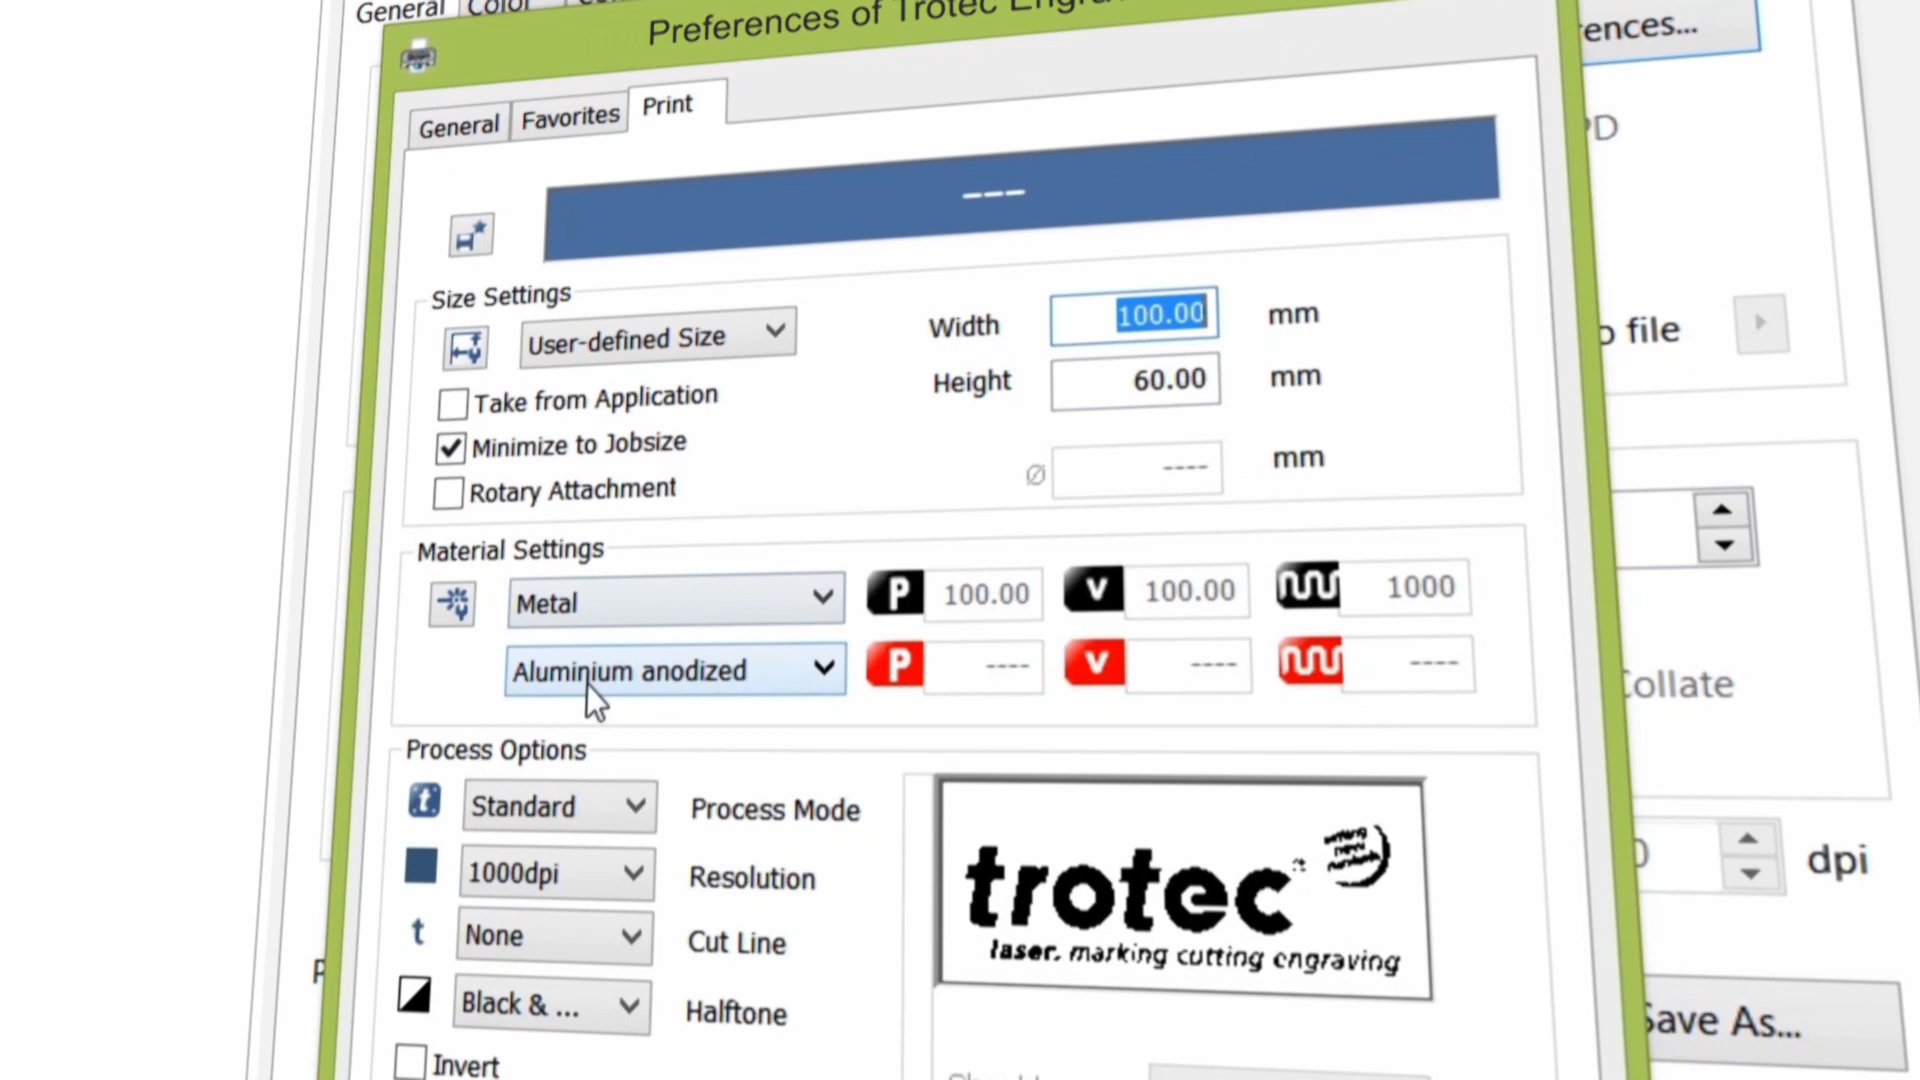 General Color
Preferences of Trotec
General Favorites Print
---
Size Settings
User-defined Size
Width 100.00 mm
Height 60.00 mm
Take from Application
Minimize to Jobsize
Rotary Attachment
Ø ---- mm
Material Settings
Metal
P 100.00 v 100.00 1000
Aluminium anodized
P ---- v ---- ----
Process Options
Standard Process Mode
1000dpi Resolution
t None Cut Line
Black & ... Halftone
Invert
trotec
laser. marking cutting engraving
rences...
PD
o file
Collate
0 dpi
Save As...